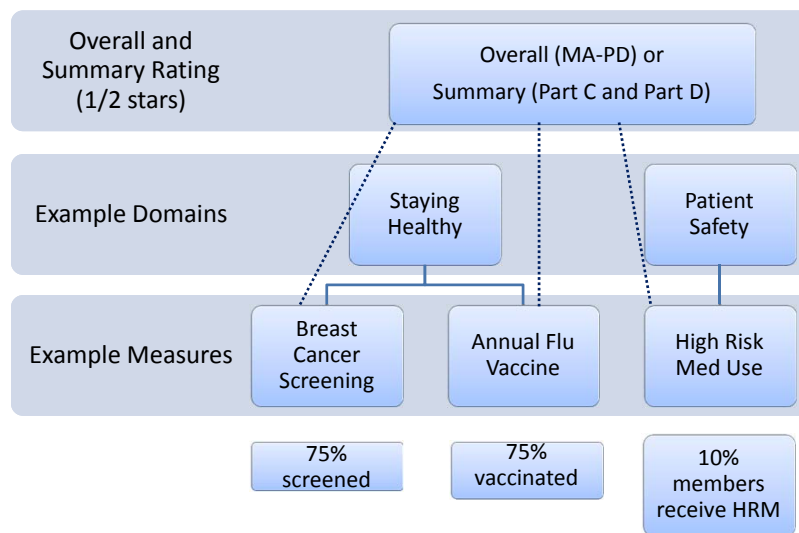 Overall and
Summary Rating
(1/2 stars)
Overall (MA-PD) or
Summary (Part C and Part D)
Example Domains
Staying
Healthy
Patient
Safety
Example Measures
Breast
Cancer
Screening
Annual Flu
Vaccine
High Risk
Med Use
75%
screened
75%
vaccinated
10%
members
receive HRM